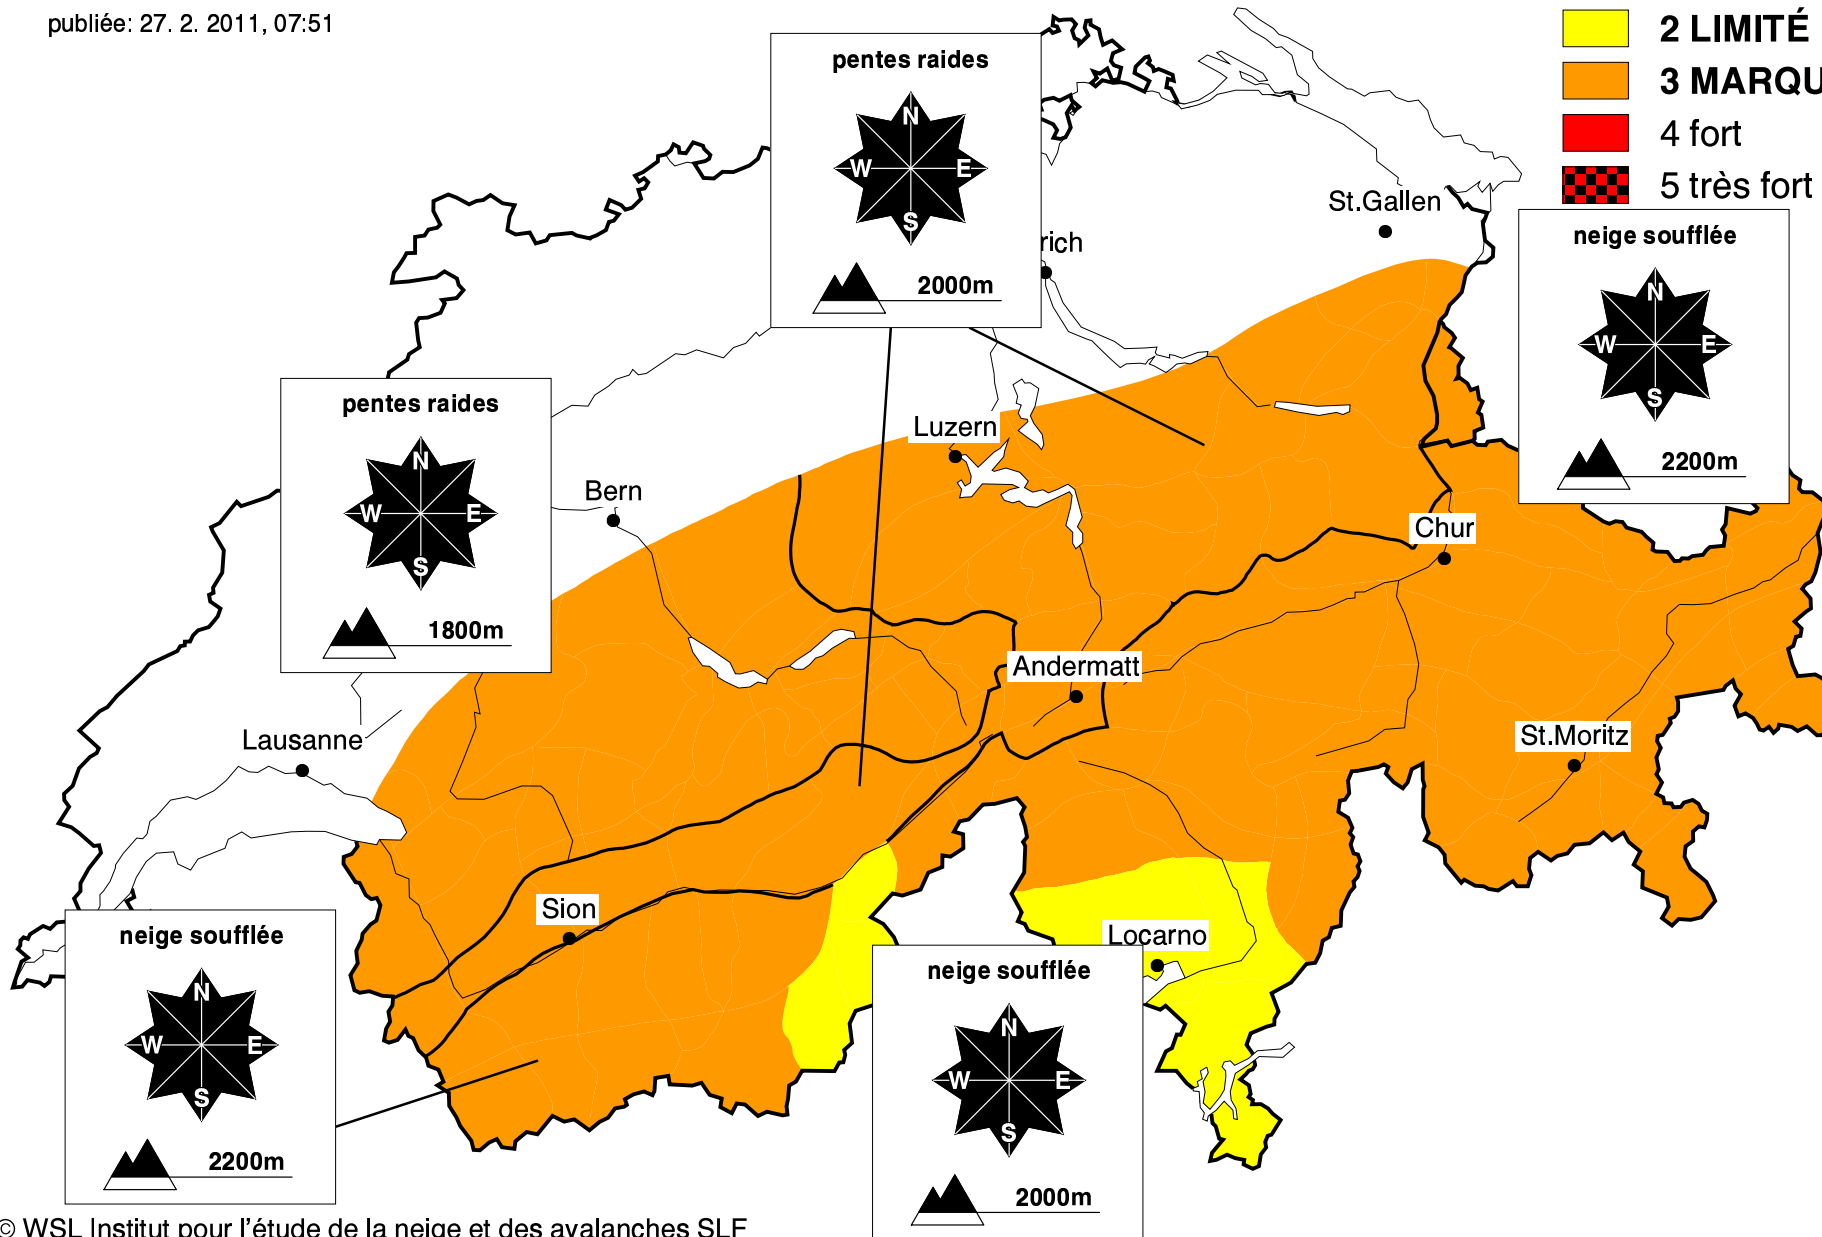 publiée: 27. 2. 2011, 07:51
2 LIMITÉ
3 MARQU
4 fort
5 très fort
pentes raides
N
W E
S
2000m
St.Gallen
rich
neige soufflée
N
W E
S
2200m
pentes raides
N
W E
S
1800m
Luzern
Bern
Chur
Andermatt
St.Moritz
Lausanne
Sion
Locarno
neige soufflée
N
W E
S
2200m
neige soufflée
N
W E
S
2000m
© WSL Institut pour l'étude de la neige et des avalanches SLF